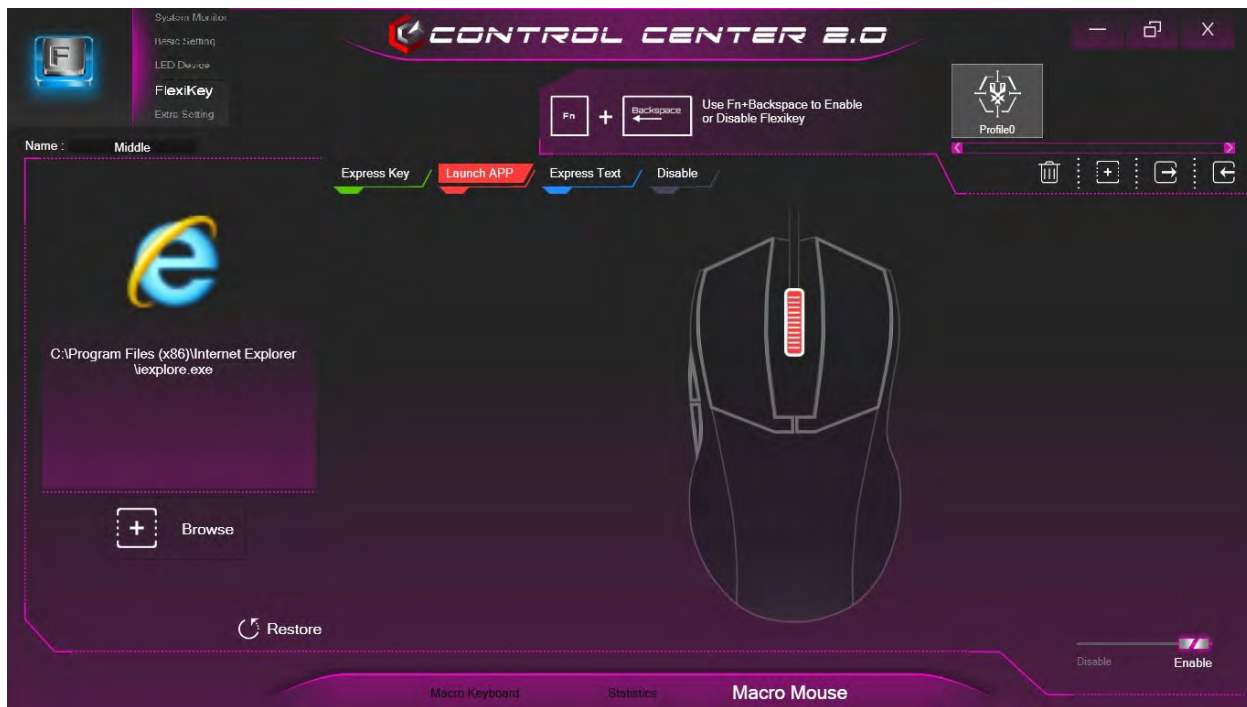 System Monitor
Basic Setting
LED Device
FlexiKey
Extra Setting
CONTROL CENTER 2.0
F
Fn + Backspace
Use Fn+Backspace to Enable
or Disable Flexikey
Profile0
Name : Middle
Express Key
Launch APP
Express Text
Disable
C:\Program Files (x86)\Internet Explorer
\iexplore.exe
Browse
Restore
Disable
Enable
Macro Keyboard
Statistics
Macro Mouse